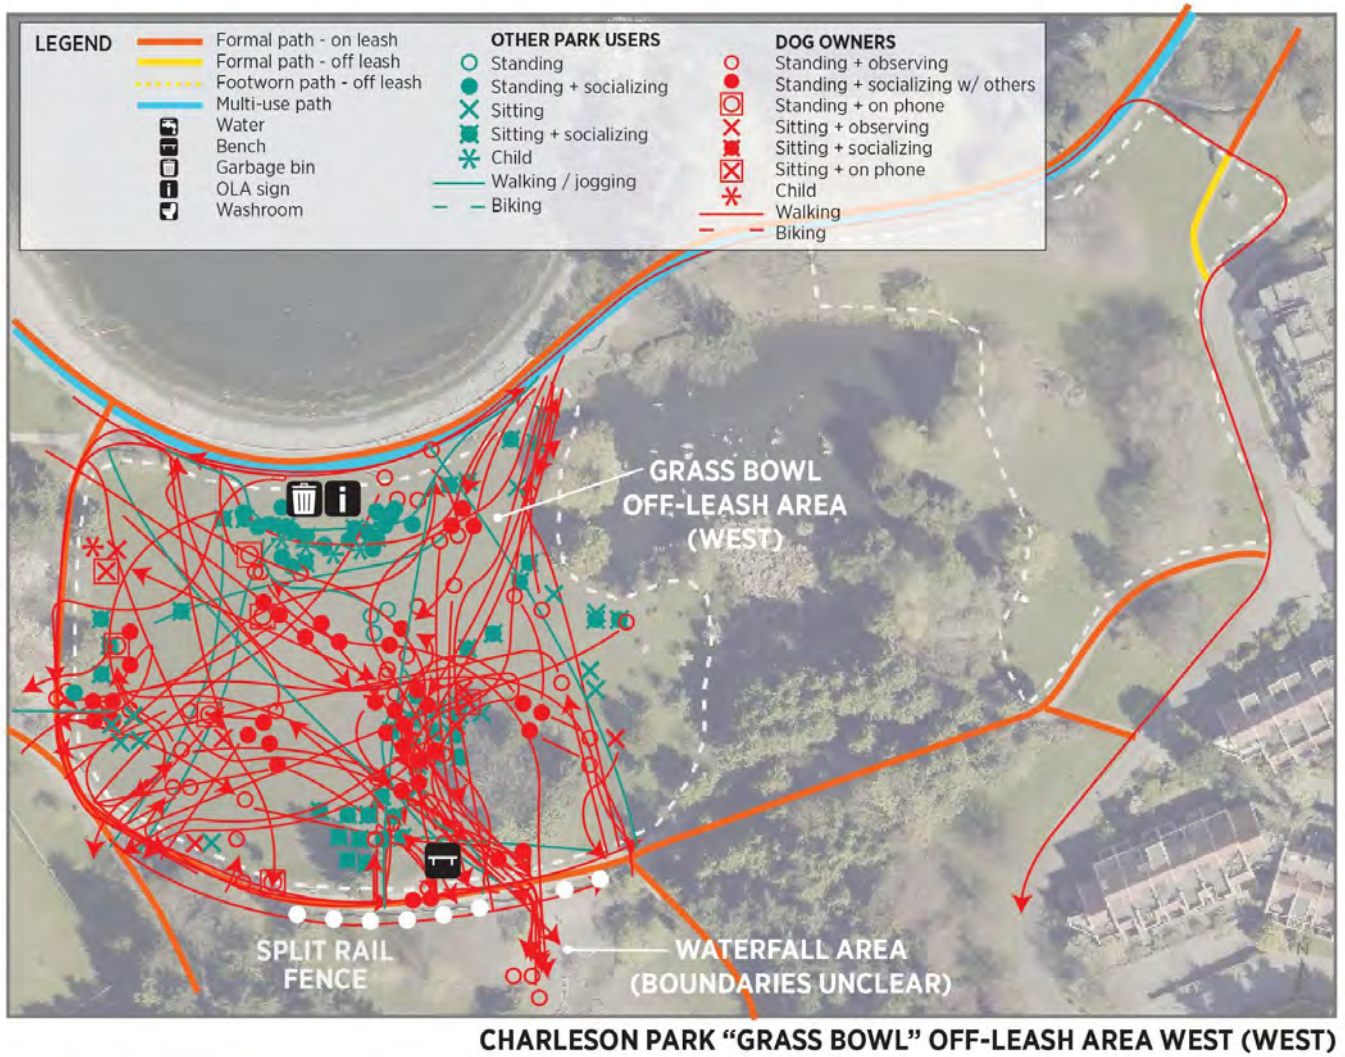 LEGEND
Formal path - on leash
Formal path - off leash
Footworn path - off leash
Multi-use path
Water
Bench
Garbage bin
OLA sign
Washroom
OTHER PARK USERS
Standing
Standing + socializing
Sitting
Sitting + socializing
Child
Walking / jogging
Biking
DOG OWNERS
Standing + observing
Standing + socializing w/ others
Standing + on phone
Sitting + observing
Sitting + socializing
Sitting + on phone
Child
Walking
Biking
GRASS BOWL
OFF-LEASH AREA
(WEST)
SPLIT RAIL
FENCE
WATERFALL AREA
(BOUNDARIES UNCLEAR)
CHARLESON PARK “GRASS BOWL” OFF-LEASH AREA WEST (WEST)